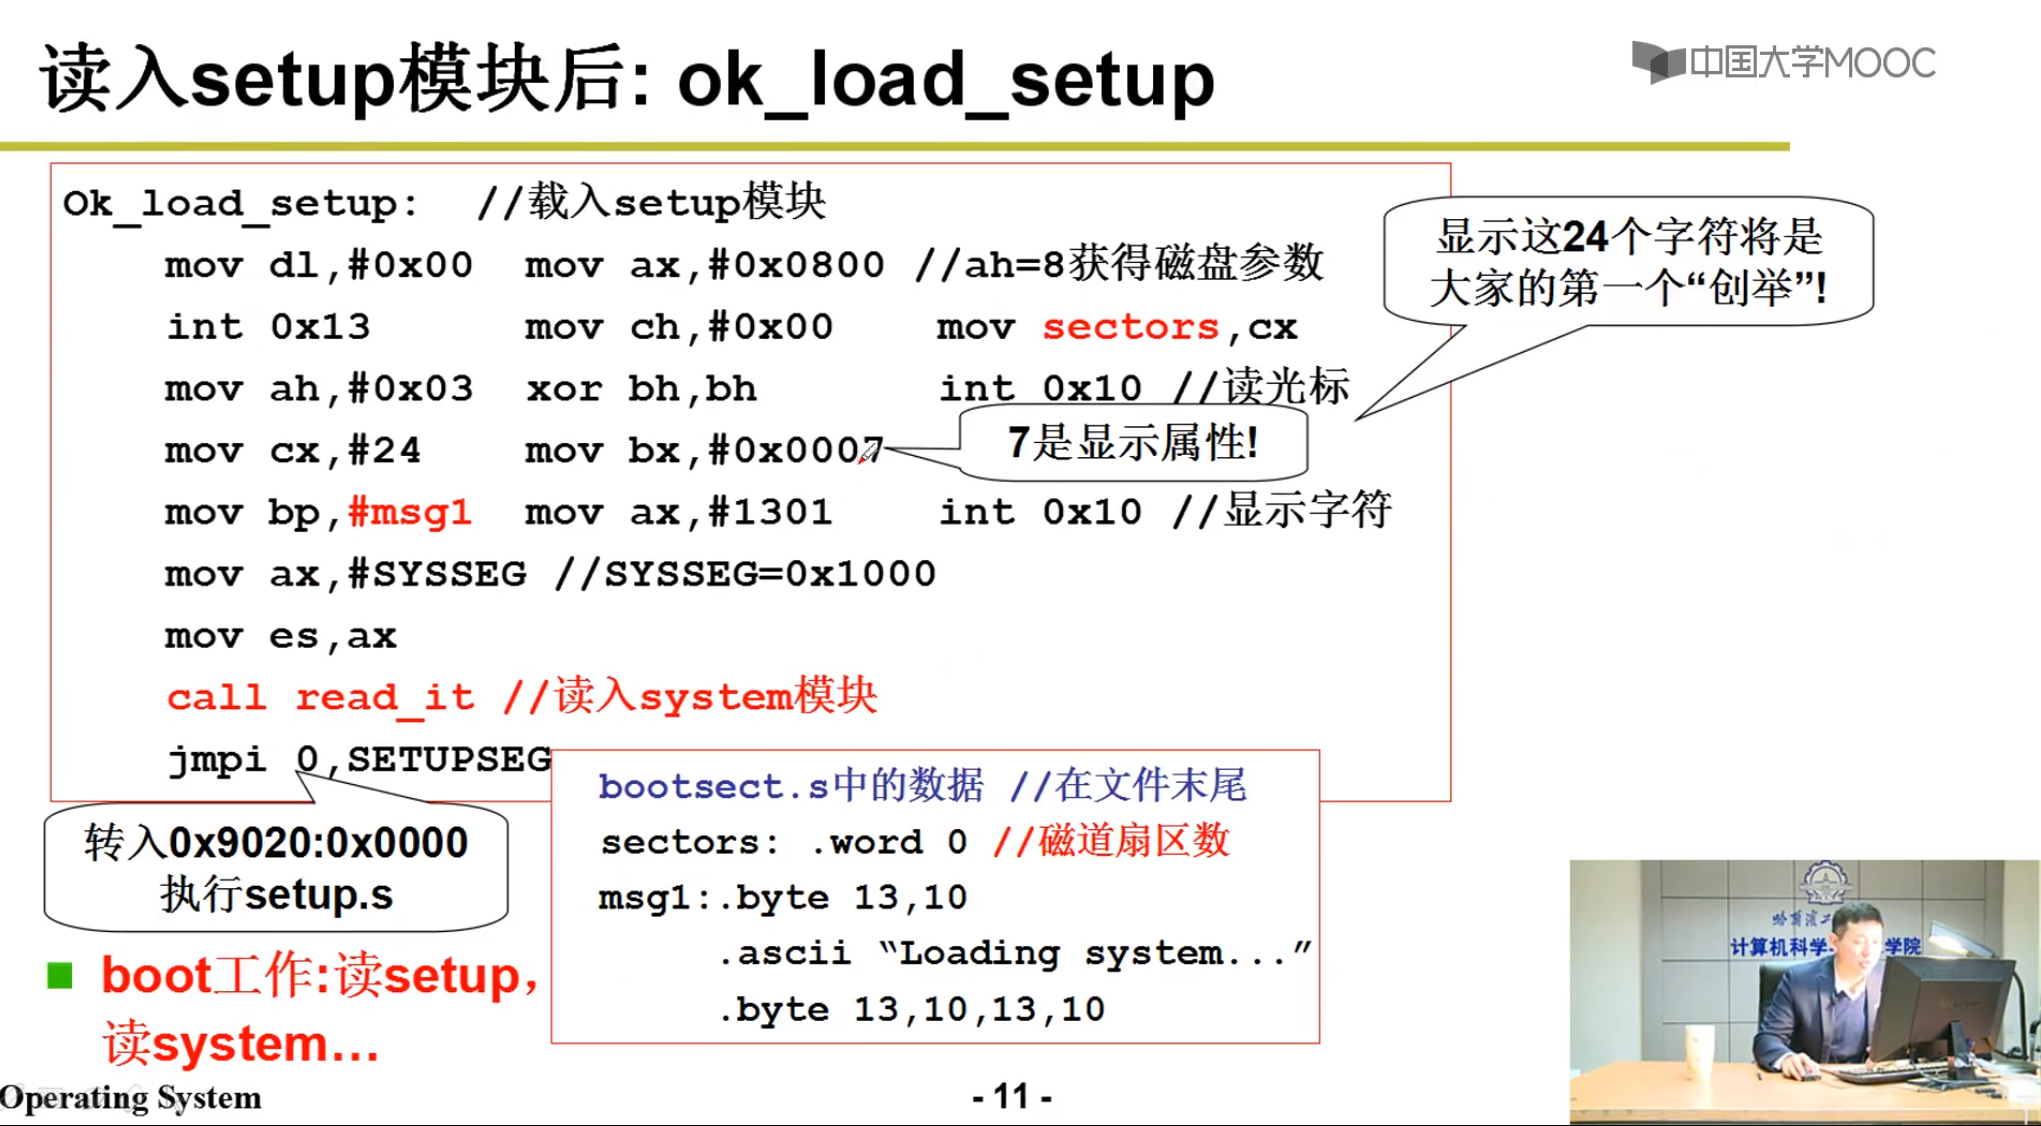 读入setup模块后: ok_load_setup
中国大学MOOC
Ok_load_setup: //载入setup模块
mov dl,#0x00 mov ax,#0x0800 //ah=8获得磁盘参数
int 0x13 mov ch,#0x00 mov sectors,cx
mov ah,#0x03 xor bh,bh int 0x10 //读光标
mov cx,#24 mov bx,#0x0007
mov bp,#msg1 mov ax,#1301 int 0x10 //显示字符
mov ax,#SYSSEG //SYSSEG=0x1000
mov es,ax
call read_it //读入system模块
jmpi 0,SETUPSEG
显示这24个字符将是
大家的第一个“创举”!
7是显示属性!
转入0x9020:0x0000
执行setup.s
bootsect.s中的数据 //在文件末尾
sectors: .word 0 //磁道扇区数
msg1:.byte 13,10
.ascii “Loading system...”
.byte 13,10,13,10
boot工作:读setup，
读system…
计算机科学
学院
Operating System
- 11 -